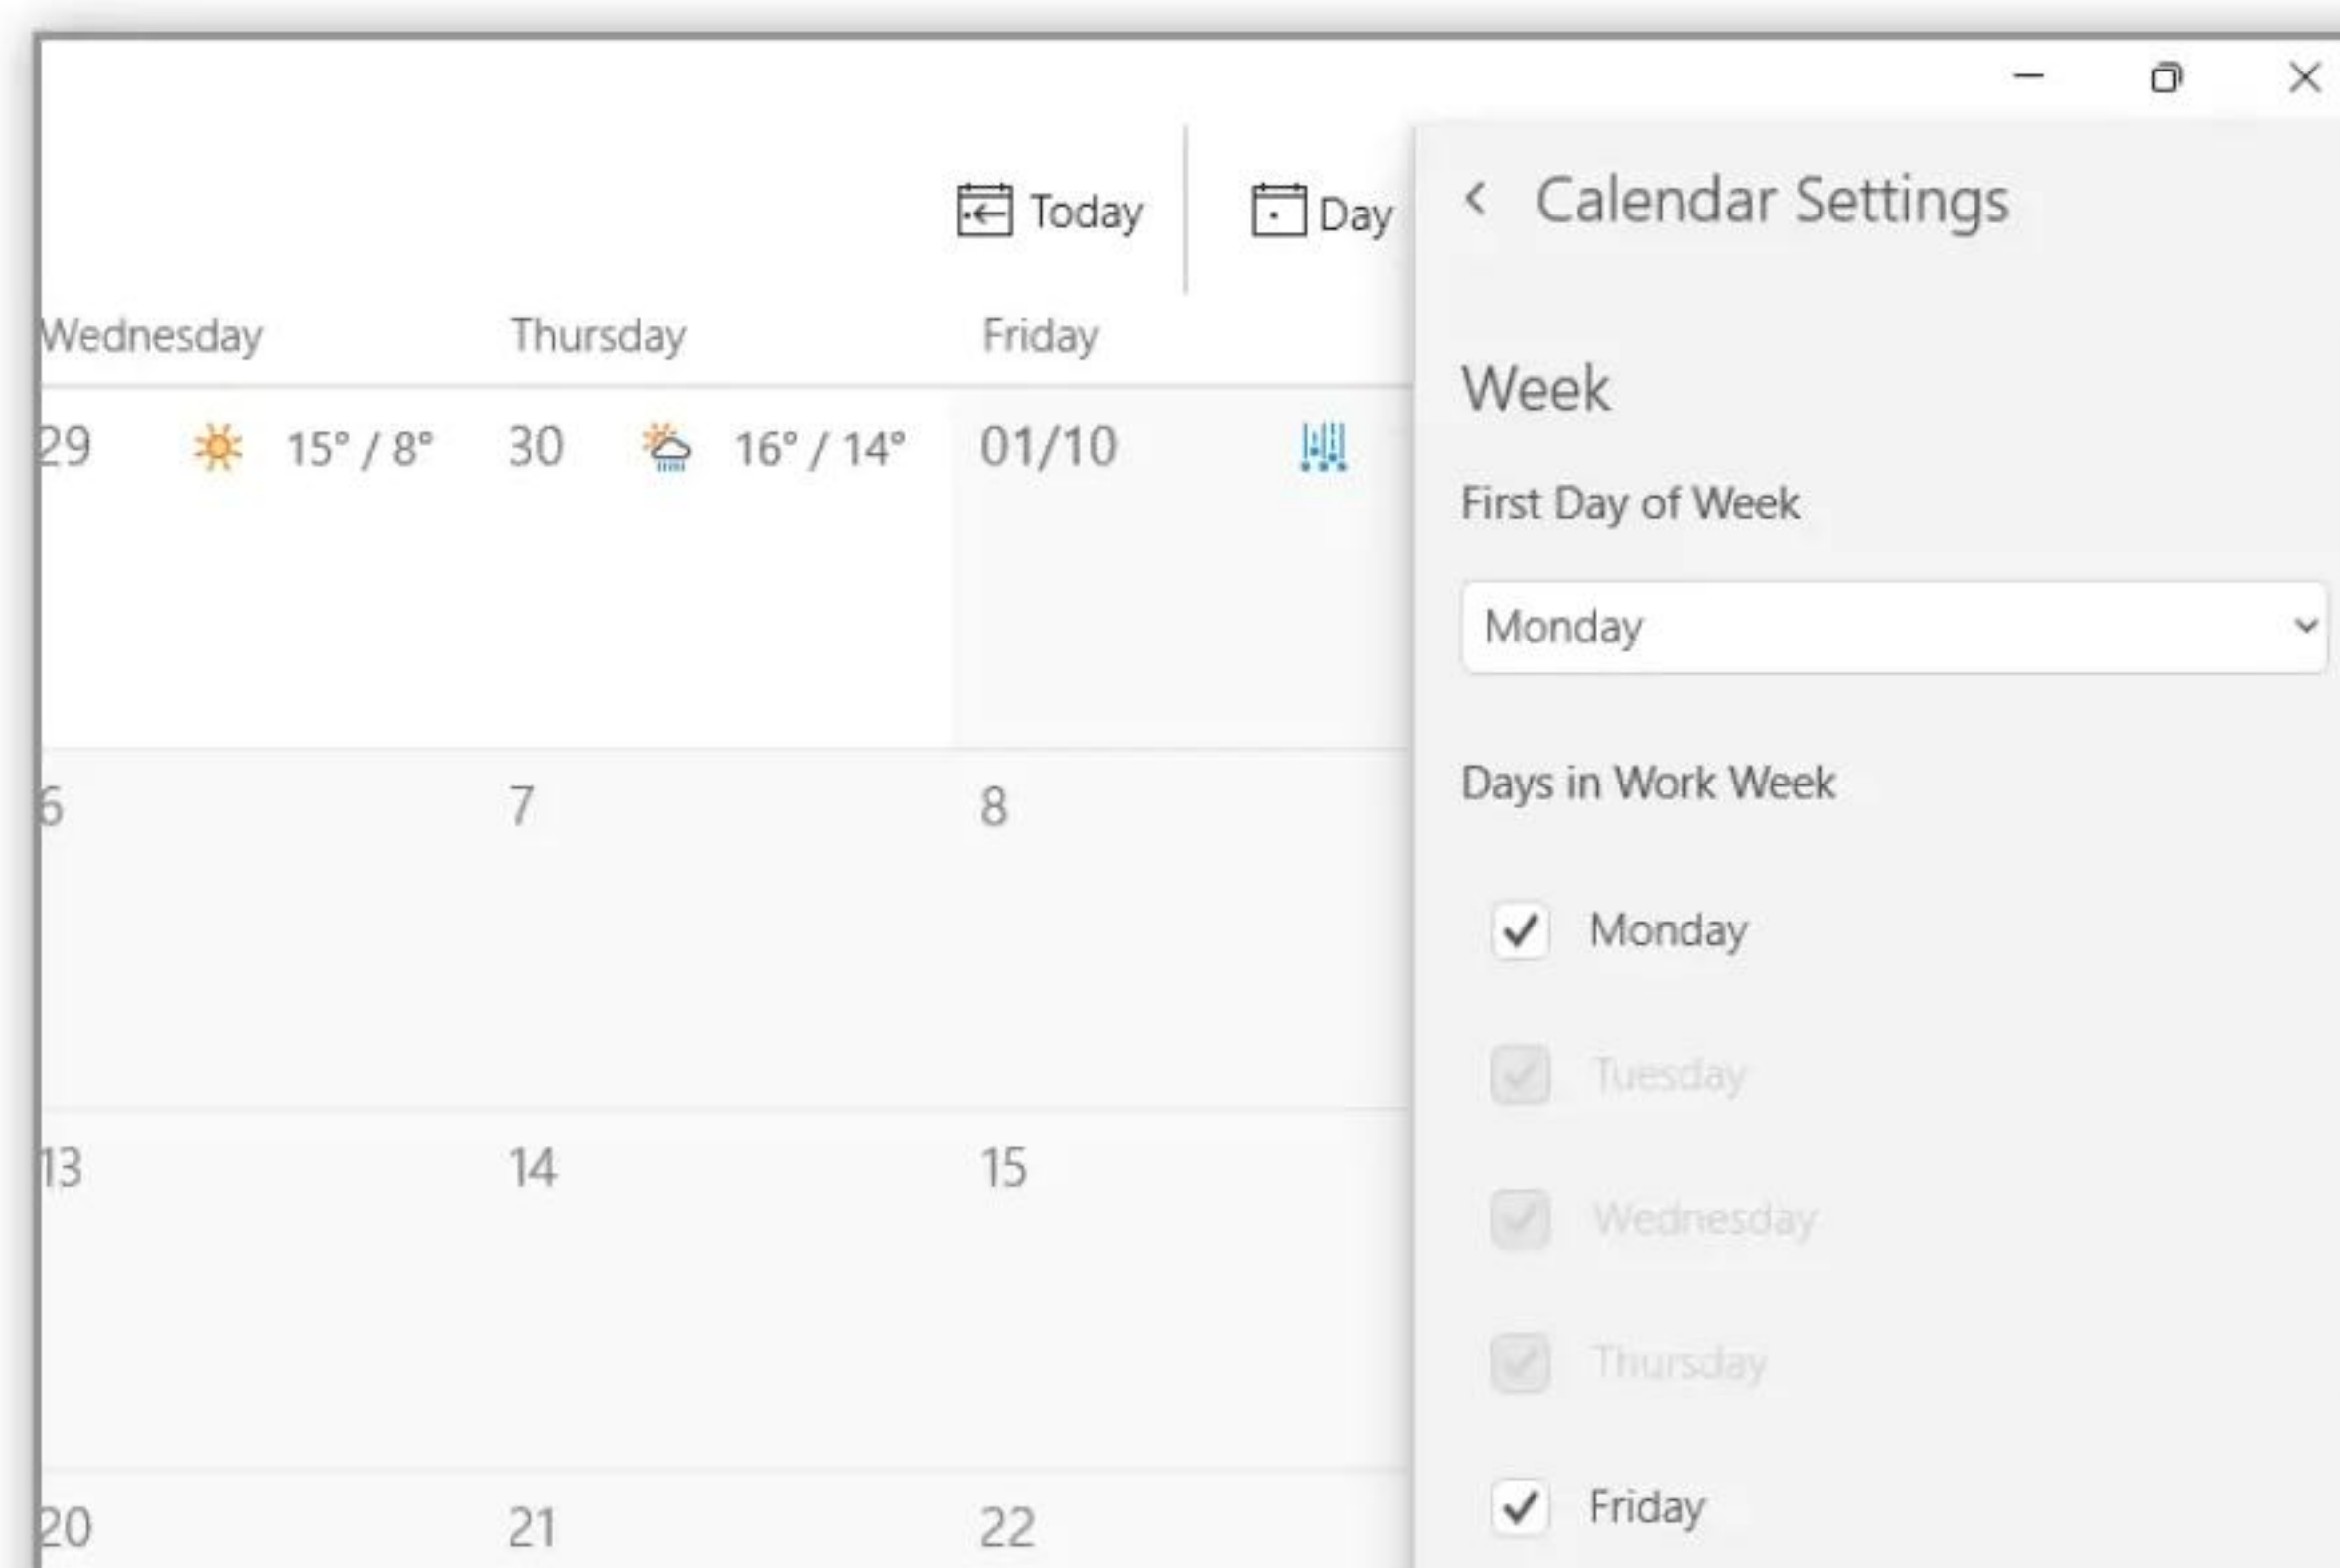 Today
Day
Calendar Settings
Wednesday
Thursday
Friday
Week
29
15° / 8°
30
16° / 14°
01/10
First Day of Week
Monday
Days in Work Week
6
7
8
Monday
Tuesday
13
14
15
Wednesday
Thursday
20
21
22
Friday